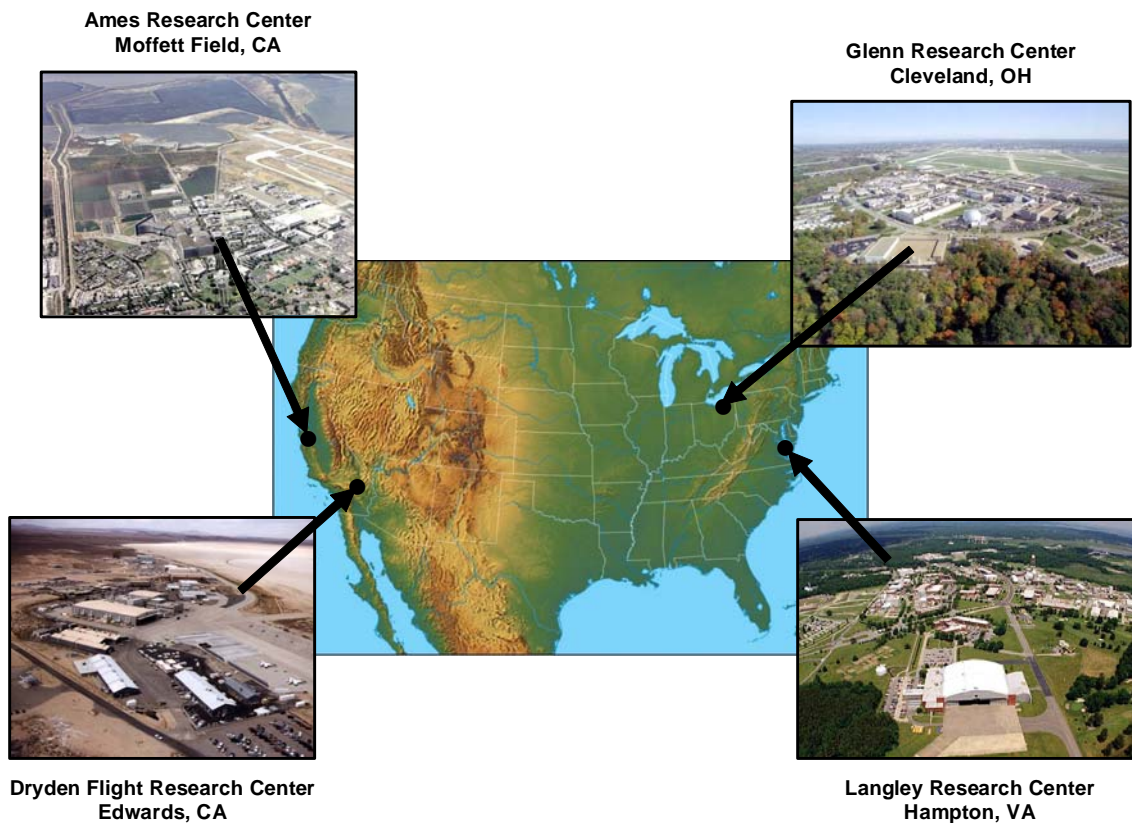 Ames Research Center
Moffett Field, CA
Glenn Research Center
Cleveland, OH
Dryden Flight Research Center
Edwards, CA
Langley Research Center
Hampton, VA